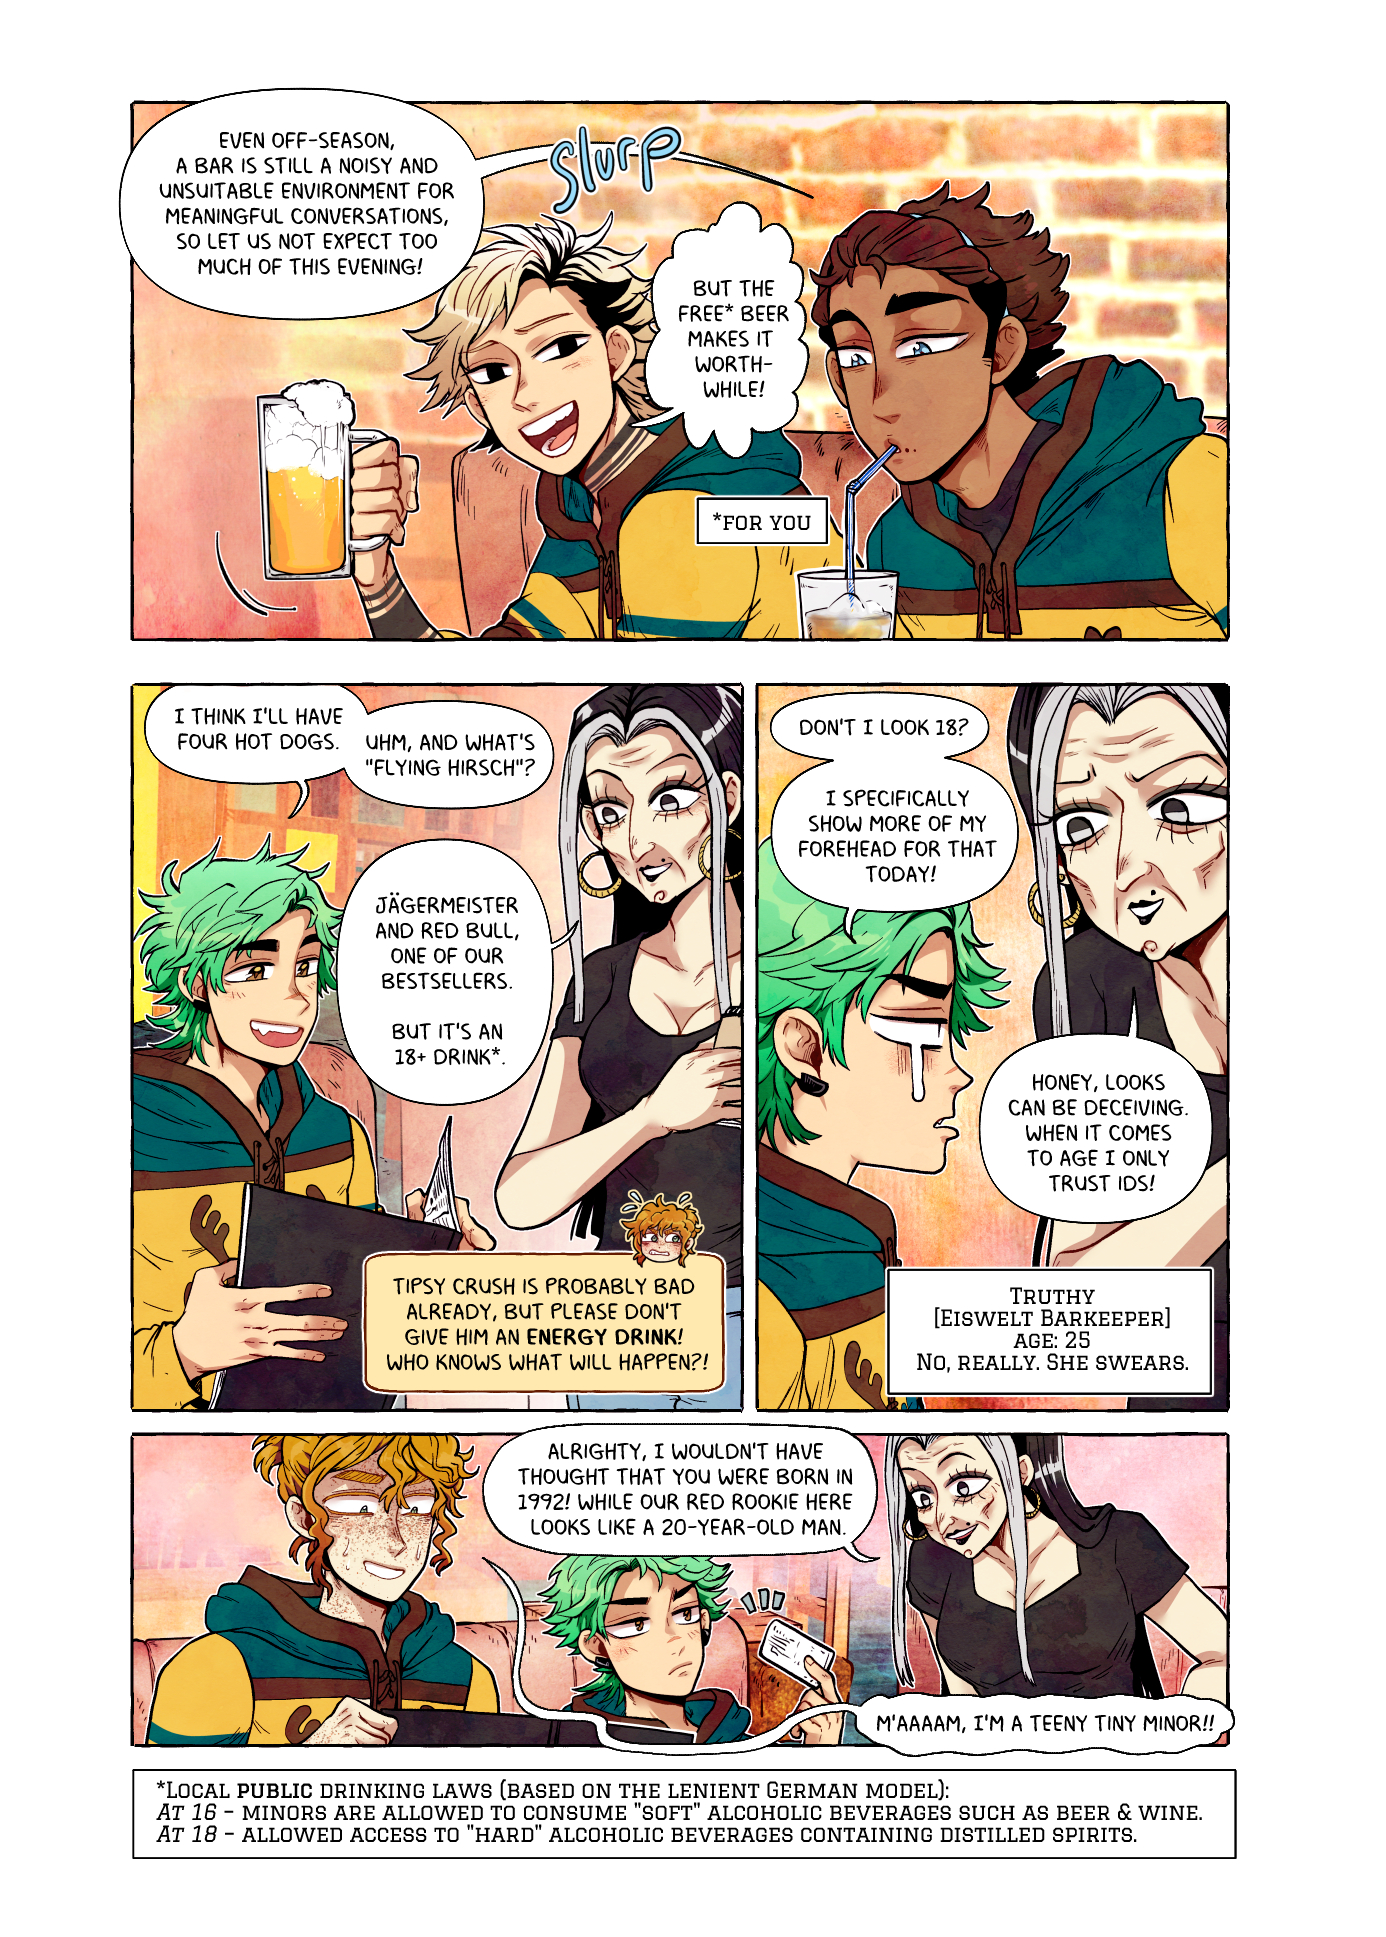 EVEN OFF-SEASON,
A BAR IS STILL A NOISY AND
UNSUITABLE ENVIRONMENT FOR
MEANINGFUL CONVERSATIONS,
SO LET US NOT EXPECT TOO
MUCH OF THIS EVENING!
Slurp
BUT THE
FREE* BEER
MAKES IT
WORTH-
WHILE!
*FOR YOU
I THINK I'LL HAVE
FOUR HOT DOGS.
UHM, AND WHAT'S
"FLYING HIRSCH"?
JÄGERMEISTER
AND RED BULL,
ONE OF OUR
BESTSELLERS.
BUT IT'S AN
18+ DRINK*.
TIPSY CRUSH IS PROBABLY BAD
ALREADY, BUT PLEASE DON'T
GIVE HIM AN ENERGY DRINK!
WHO KNOWS WHAT WILL HAPPEN?!
DON'T I LOOK 18?
I SPECIFICALLY
SHOW MORE OF MY
FOREHEAD FOR THAT
TODAY!
HONEY, LOOKS
CAN BE DECEIVING.
WHEN IT COMES
TO AGE I ONLY
TRUST IDS!
TRUTHY
[EISWELT BARKEEPER]
AGE: 25
NO, REALLY. SHE SWEARS.
ALRIGHTY, I WOULDN'T HAVE
THOUGHT THAT YOU WERE BORN IN
1992! WHILE OUR RED ROOKIE HERE
LOOKS LIKE A 20-YEAR-OLD MAN.
M'AAAAM, I'M A TEENY TINY MINOR!!
*LOCAL PUBLIC DRINKING LAWS (BASED ON THE LENIENT GERMAN MODEL):
AT 16 - MINORS ARE ALLOWED TO CONSUME "SOFT" ALCOHOLIC BEVERAGES SUCH AS BEER & WINE.
AT 18 - ALLOWED ACCESS TO "HARD" ALCOHOLIC BEVERAGES CONTAINING DISTILLED SPIRITS.